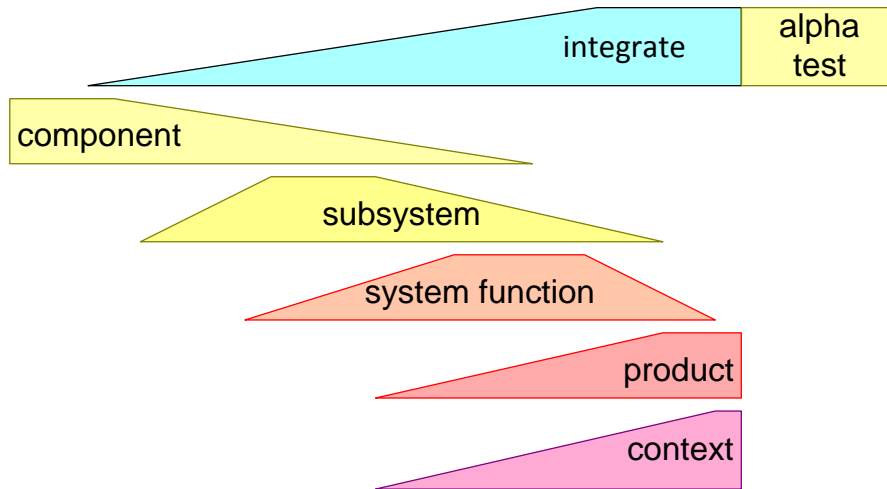 integrate
alpha
test
component
subsystem
system function
product
context